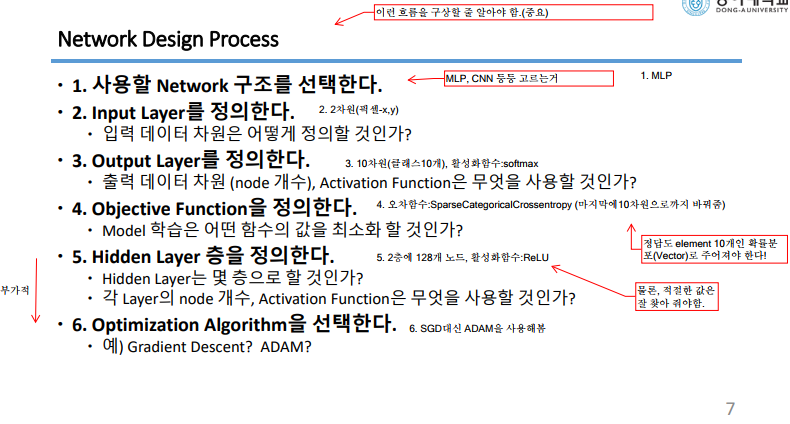 이런 흐름을 구상할 줄 알아야 함.(중요)
DONG-A UNIVERSITY
Network Design Process
• 1. 사용할 Network 구조를 선택한다.
MLP, CNN 등등 고르는거
1. MLP
• 2. Input Layer를 정의한다.
2. 2차원(픽셀-x,y)
• 입력 데이터 차원은 어떻게 정의할 것인가?
• 3. Output Layer를 정의한다.
3. 10차원(클래스10개), 활성화함수:softmax
• 출력 데이터 차원 (node 개수), Activation Function은 무엇을 사용할 것인가?
• 4. Objective Function을 정의한다.
4. 오차함수:SparseCategoricalCrossentropy (마지막에10차원으로까지 바꿔줌)
• Model 학습은 어떤 함수의 값을 최소화 할 것인가?
정답도 element 10개인 확률분
포(Vector)로 주어져야 한다!
• 5. Hidden Layer 층을 정의한다.
5. 2층에 128개 노드, 활성화함수:ReLU
• Hidden Layer는 몇 층으로 할 것인가?
부가적
• 각 Layer의 node 개수, Activation Function은 무엇을 사용할 것인가?
물론, 적절한 값은
잘 찾아 줘야함.
• 6. Optimization Algorithm을 선택한다.
6. SGD대신 ADAM을 사용해봄
• 예) Gradient Descent? ADAM?
7